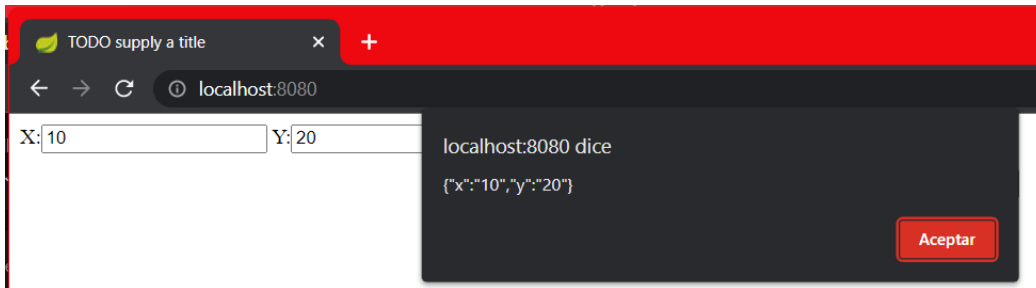 TODO supply a title
localhost:8080
X: 10 Y: 20
localhost:8080 dice
{"x":"10","y":"20"}
Aceptar